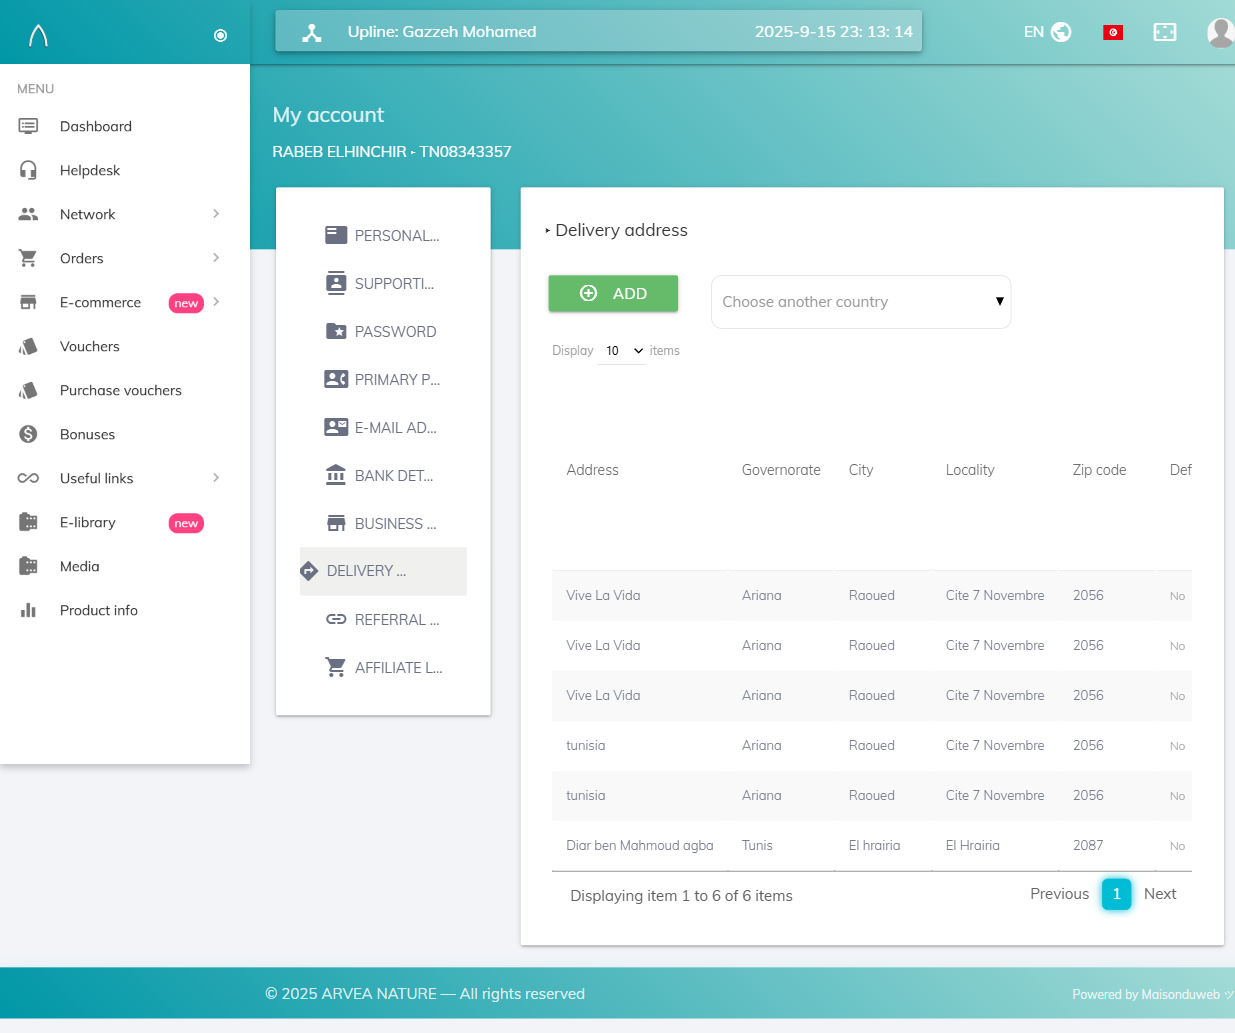 Upline: Gazzeh Mohamed
2025-9-15 23: 13: 14
EN
MENU
Dashboard
Helpdesk
Network
Orders
E-commerce new
Vouchers
Purchase vouchers
Bonuses
Useful links
E-library new
Media
Product info
My account
RABEB ELHINCHIR - TN08343357
PERSONAL...
SUPPORTI...
PASSWORD
PRIMARY P...
E-MAIL AD...
BANK DET...
BUSINESS ...
DELIVERY ...
REFERRAL ...
AFFILIATE L...
Delivery address
ADD
Choose another country
Display 10 items
Address Governorate City Locality Zip code Def
Vive La Vida Ariana Raoued Cite 7 Novembre 2056 No
Vive La Vida Ariana Raoued Cite 7 Novembre 2056 No
Vive La Vida Ariana Raoued Cite 7 Novembre 2056 No
tunisia Ariana Raoued Cite 7 Novembre 2056 No
tunisia Ariana Raoued Cite 7 Novembre 2056 No
Diar ben Mahmoud agba Tunis El hrairia El Hrairia 2087 No
Displaying item 1 to 6 of 6 items
Previous 1 Next
© 2025 ARVEA NATURE — All rights reserved
Powered by Maisonduweb ツ